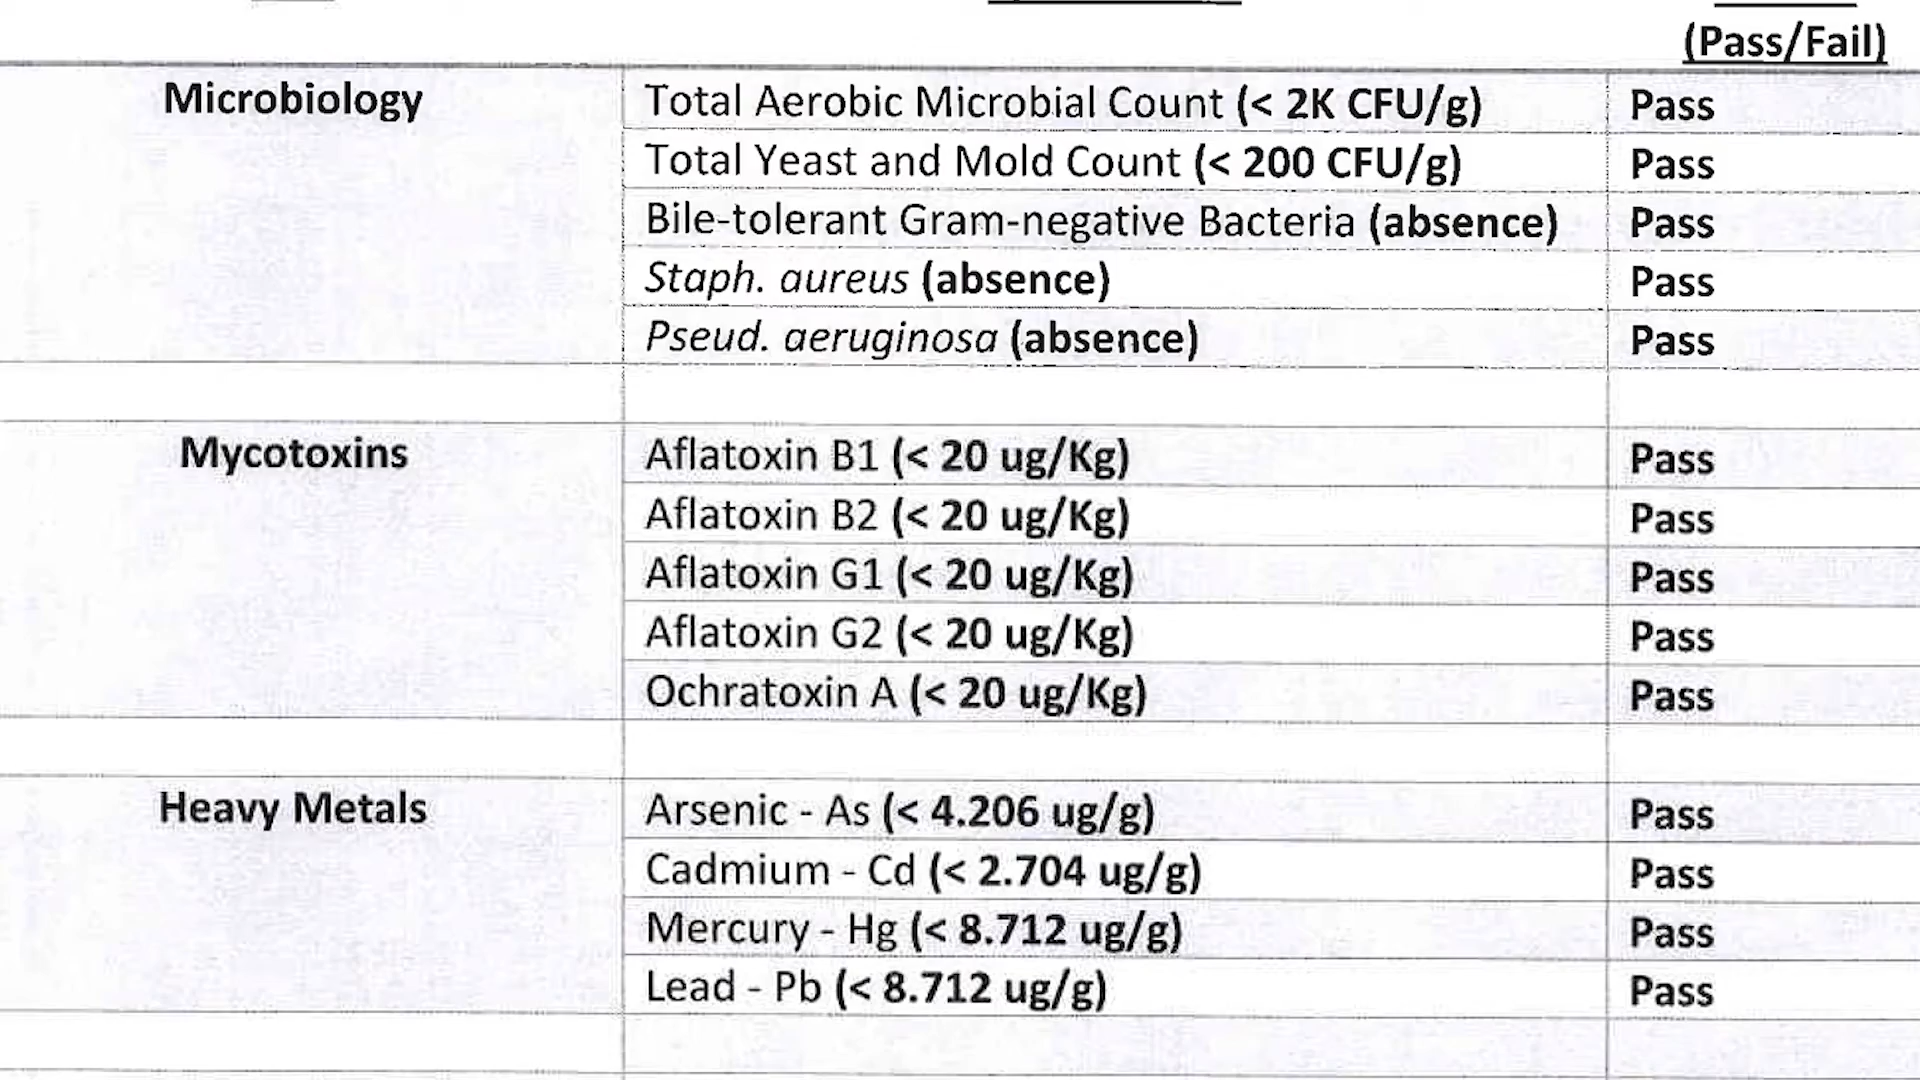 (Pass/Fail)
Microbiology Total Aerobic Microbial Count (< 2K CFU/g) Pass
Total Yeast and Mold Count (< 200 CFU/g) Pass
Bile-tolerant Gram-negative Bacteria (absence) Pass
Staph. aureus (absence) Pass
Pseud. aeruginosa (absence) Pass
Mycotoxins Aflatoxin B1 (< 20 ug/Kg) Pass
Aflatoxin B2 (< 20 ug/Kg) Pass
Aflatoxin G1 (< 20 ug/Kg) Pass
Aflatoxin G2 (< 20 ug/Kg) Pass
Ochratoxin A (< 20 ug/Kg) Pass
Heavy Metals Arsenic - As (< 4.206 ug/g) Pass
Cadmium - Cd (< 2.704 ug/g) Pass
Mercury - Hg (< 8.712 ug/g) Pass
Lead - Pb (< 8.712 ug/g) Pass